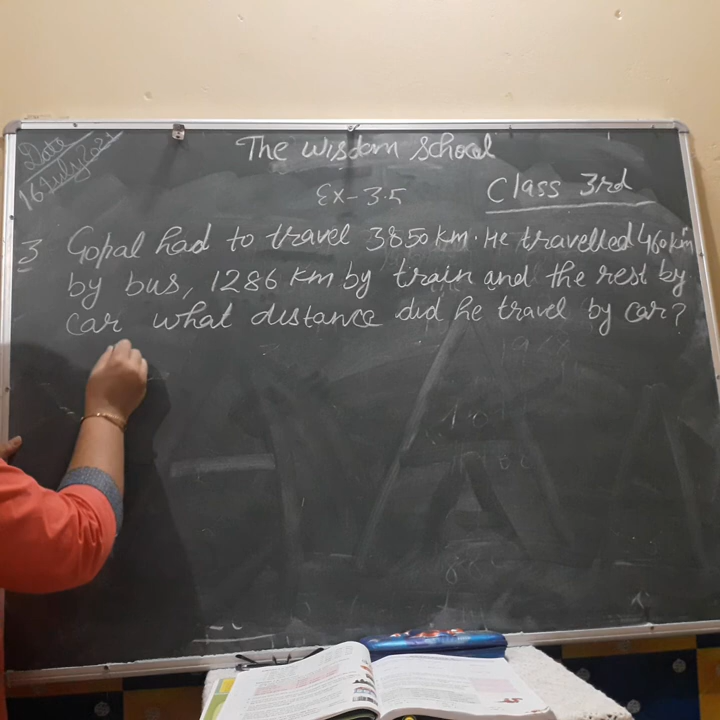 Date
16 July 2021
The Wisdom School
Ex-3.5
Class 3rd
3 Gopal had to travel 3850 km. He travelled 460 km
by bus, 1286 km by train and the rest by
car what distance did he travel by car?